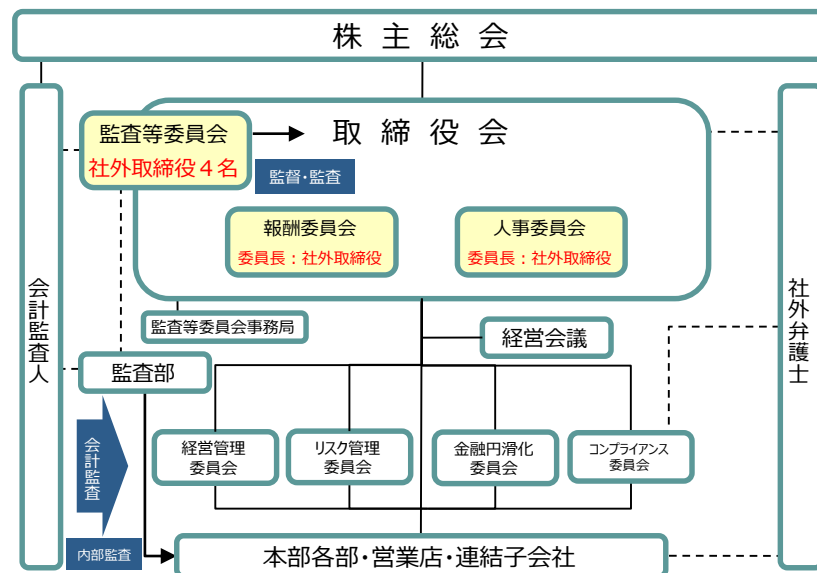 株主総会
監査等委員会
社外取締役４名
取締役会
監督・監査
報酬委員会
委員長：社外取締役
人事委員会
委員長：社外取締役
会計監査人
社外弁護士
監査等委員会事務局
経営会議
監査部
会計監査
経営管理
委員会
リスク管理
委員会
金融円滑化
委員会
コンプライアンス
委員会
内部監査
本部各部・営業店・連結子会社